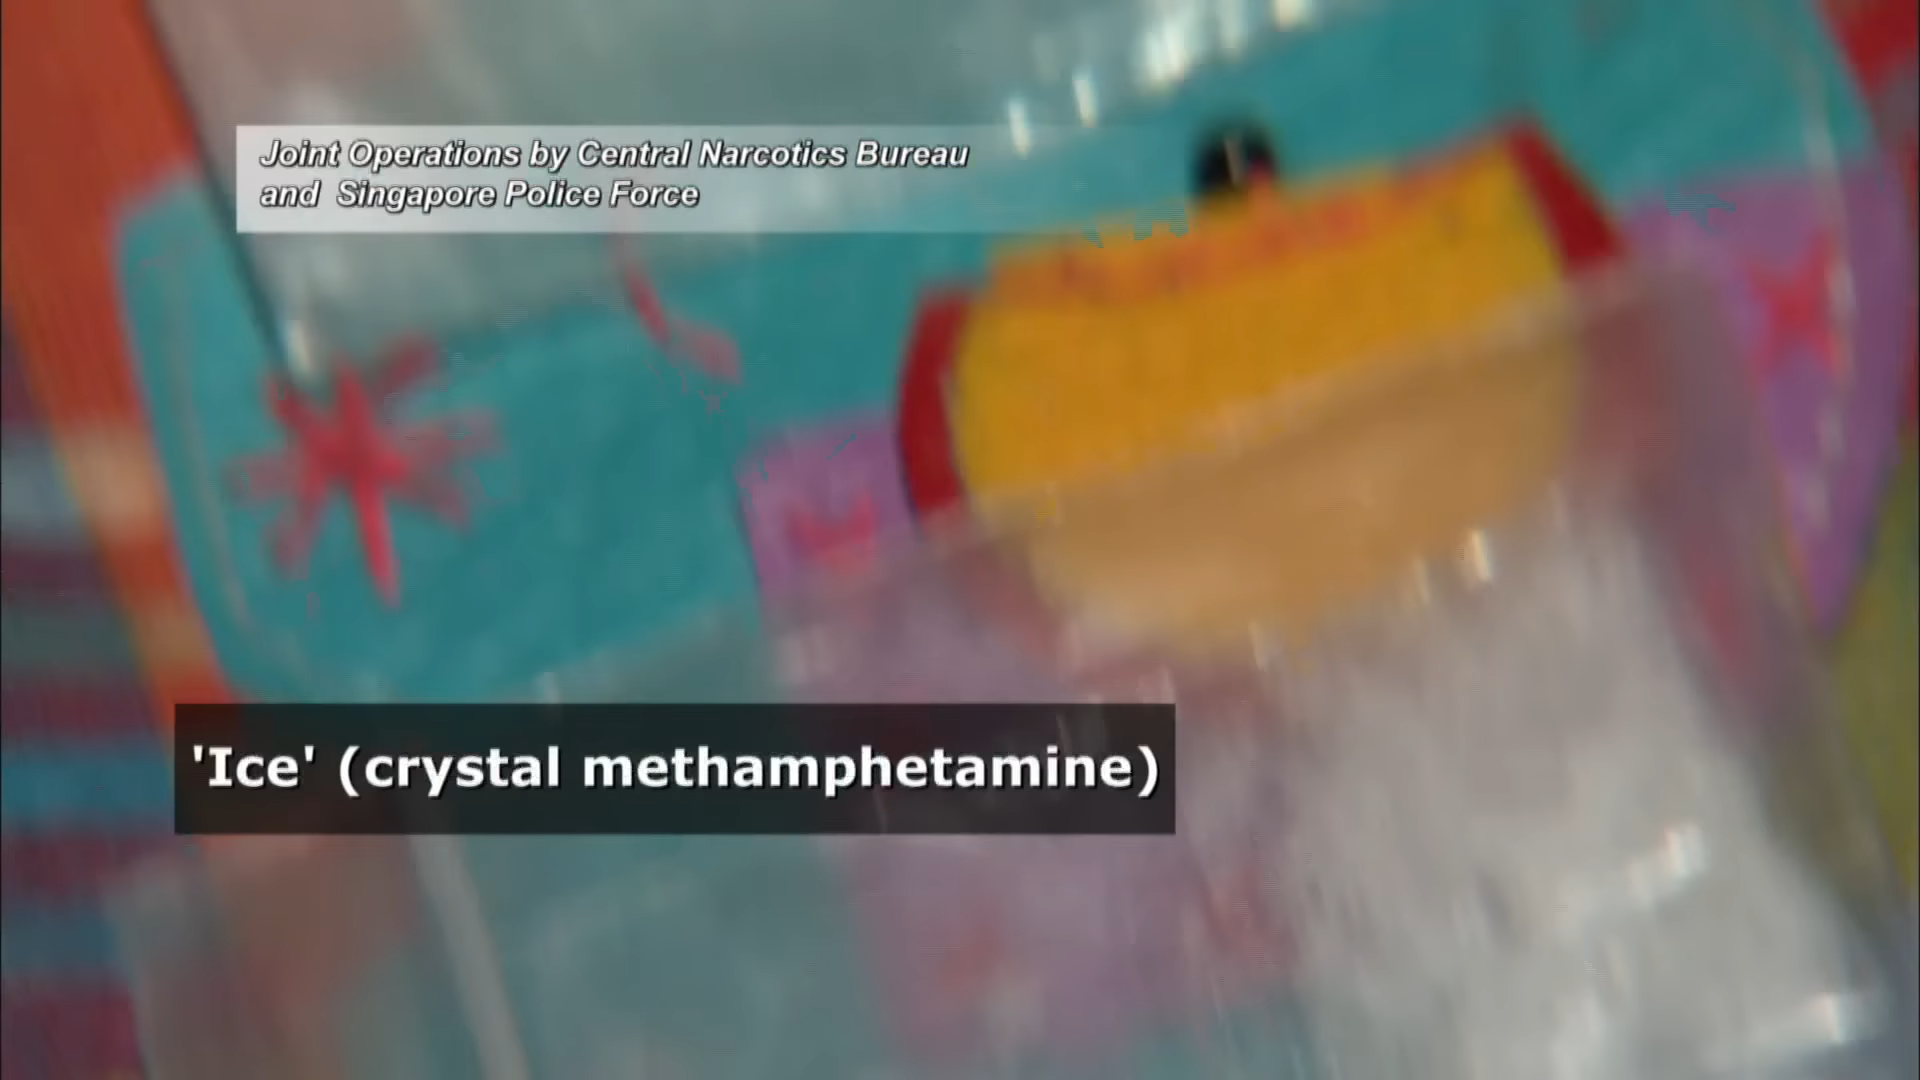 Joint Operations by Central Narcotics Bureau
and Singapore Police Force
'Ice' (crystal methamphetamine)